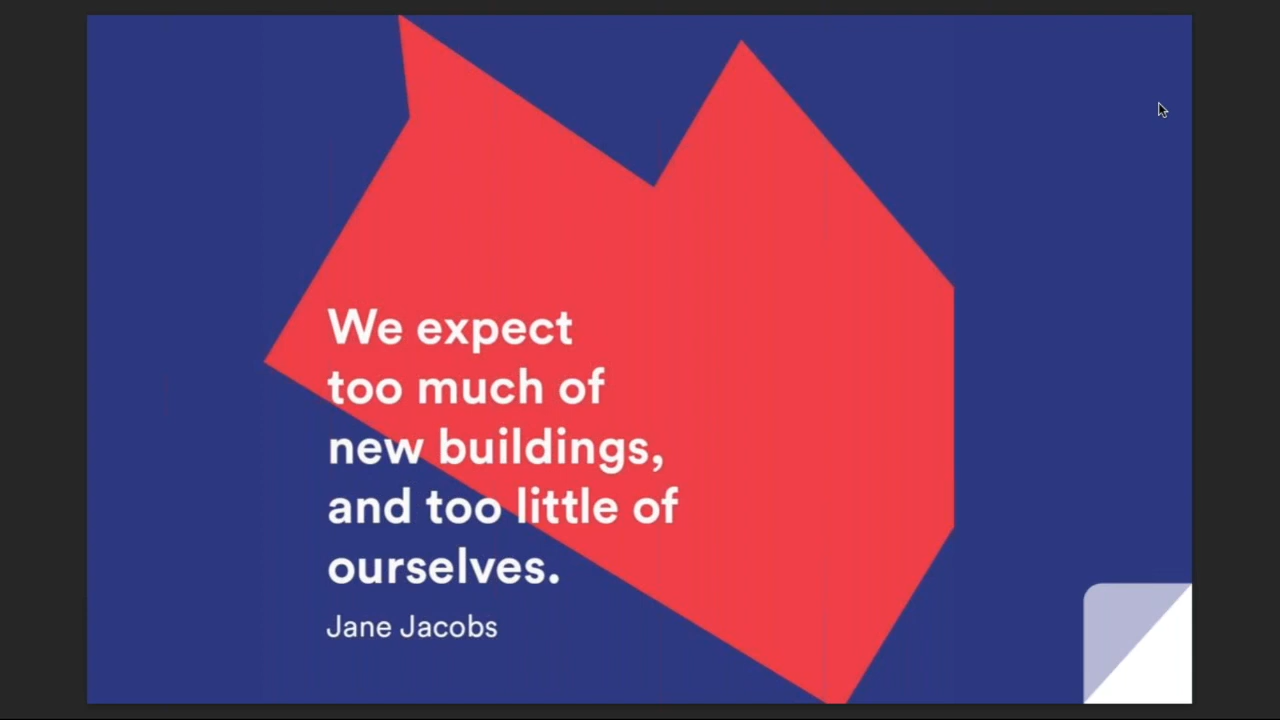 We expect
too much of
new buildings,
and too little of
ourselves.
Jane Jacobs